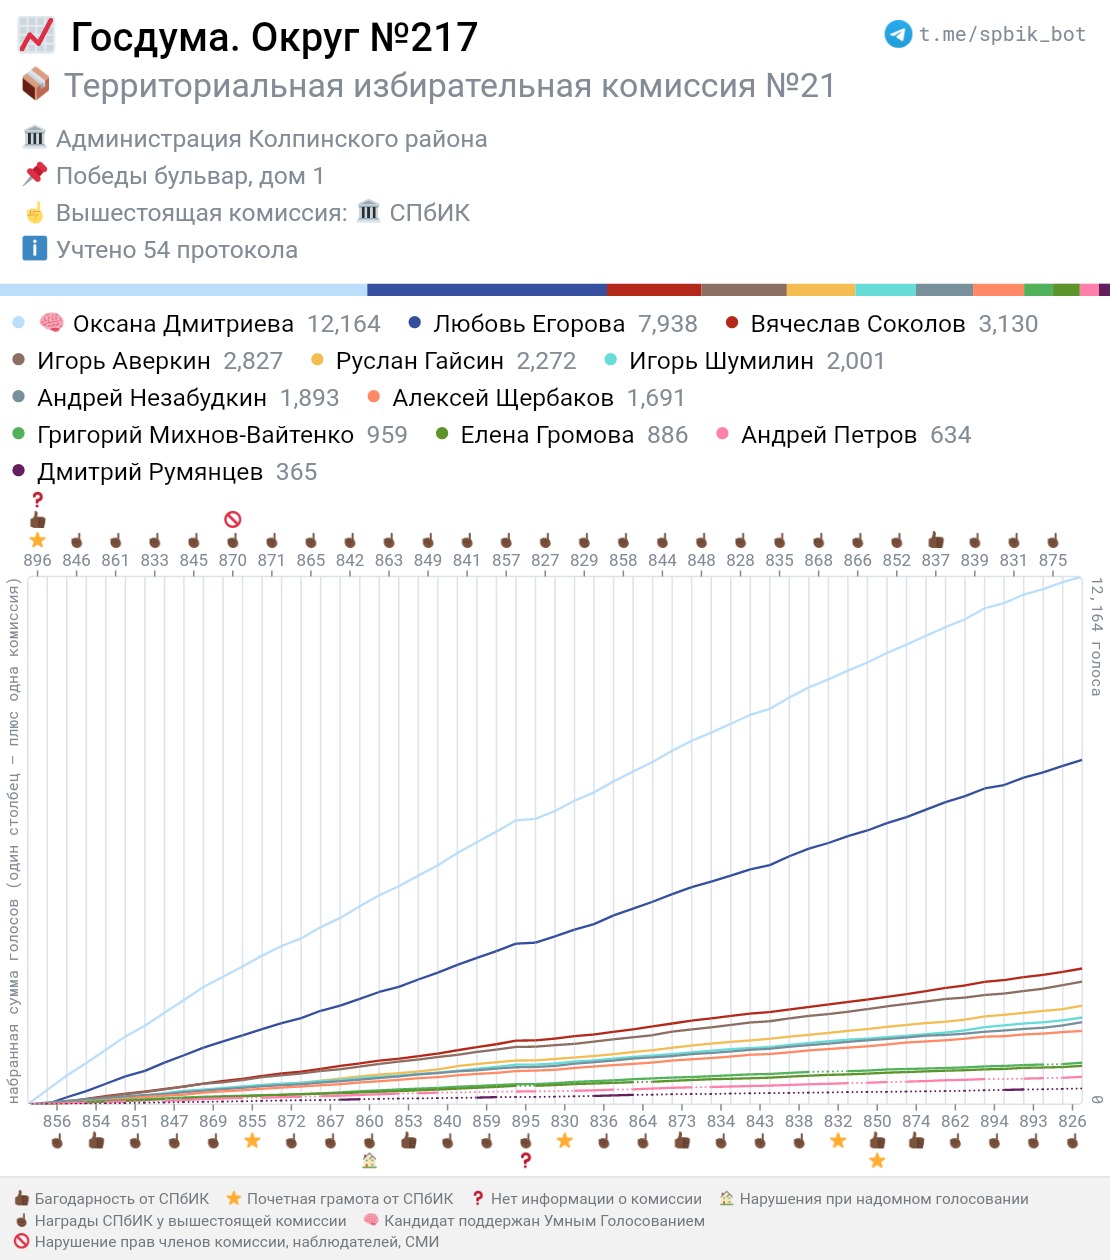 Госдума. Округ №217
t.me/spbik_bot
Территориальная избирательная комиссия №21
Администрация Колпинского района
Победы бульвар, дом 1
Вышестоящая комиссия: СПбИК
Учтено 54 протокола
Оксана Дмитриева 12,164 Любовь Егорова 7,938 Вячеслав Соколов 3,130
Игорь Аверкин 2,827 Руслан Гайсин 2,272 Игорь Шумилин 2,001
Андрей Незабудкин 1,893 Алексей Щербаков 1,691
Григорий Михнов-Вайтенко 959 Елена Громова 886 Андрей Петров 634
Дмитрий Румянцев 365
896 846 861 833 845 870 871 865 842 863 849 841 857 827 829 858 844 848 828 835 868 866 852 837 839 831 875
набранная сумма голосов (один столбец – плюс одна комиссия)
12,164 голоса
0
856 854 851 847 869 855 872 867 860 853 840 859 895 830 836 864 873 834 843 838 832 850 874 862 894 893 826
Багодарность от СПбИК Почетная грамота от СПбИК Нет информации о комиссии Нарушения при надомном голосовании
Награды СПбИК у вышестоящей комиссии Кандидат поддержан Умным Голосованием
Нарушение прав членов комиссии, наблюдателей, СМИ